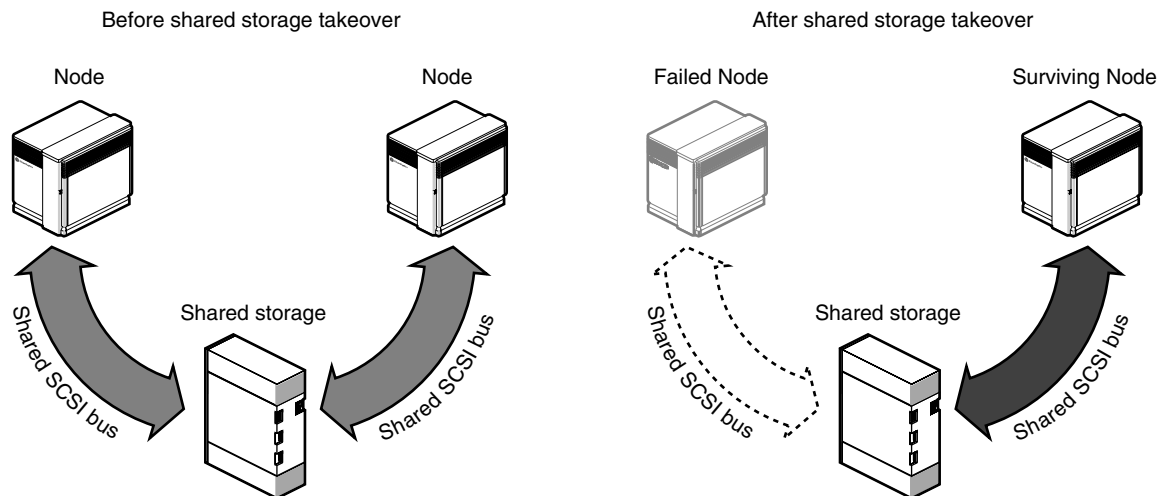 Before shared storage takeover
Node
Node
Shared SCSI bus
Shared storage
Shared SCSI bus
After shared storage takeover
Failed Node
Surviving Node
Shared SCSI bus
Shared storage
Shared SCSI bus